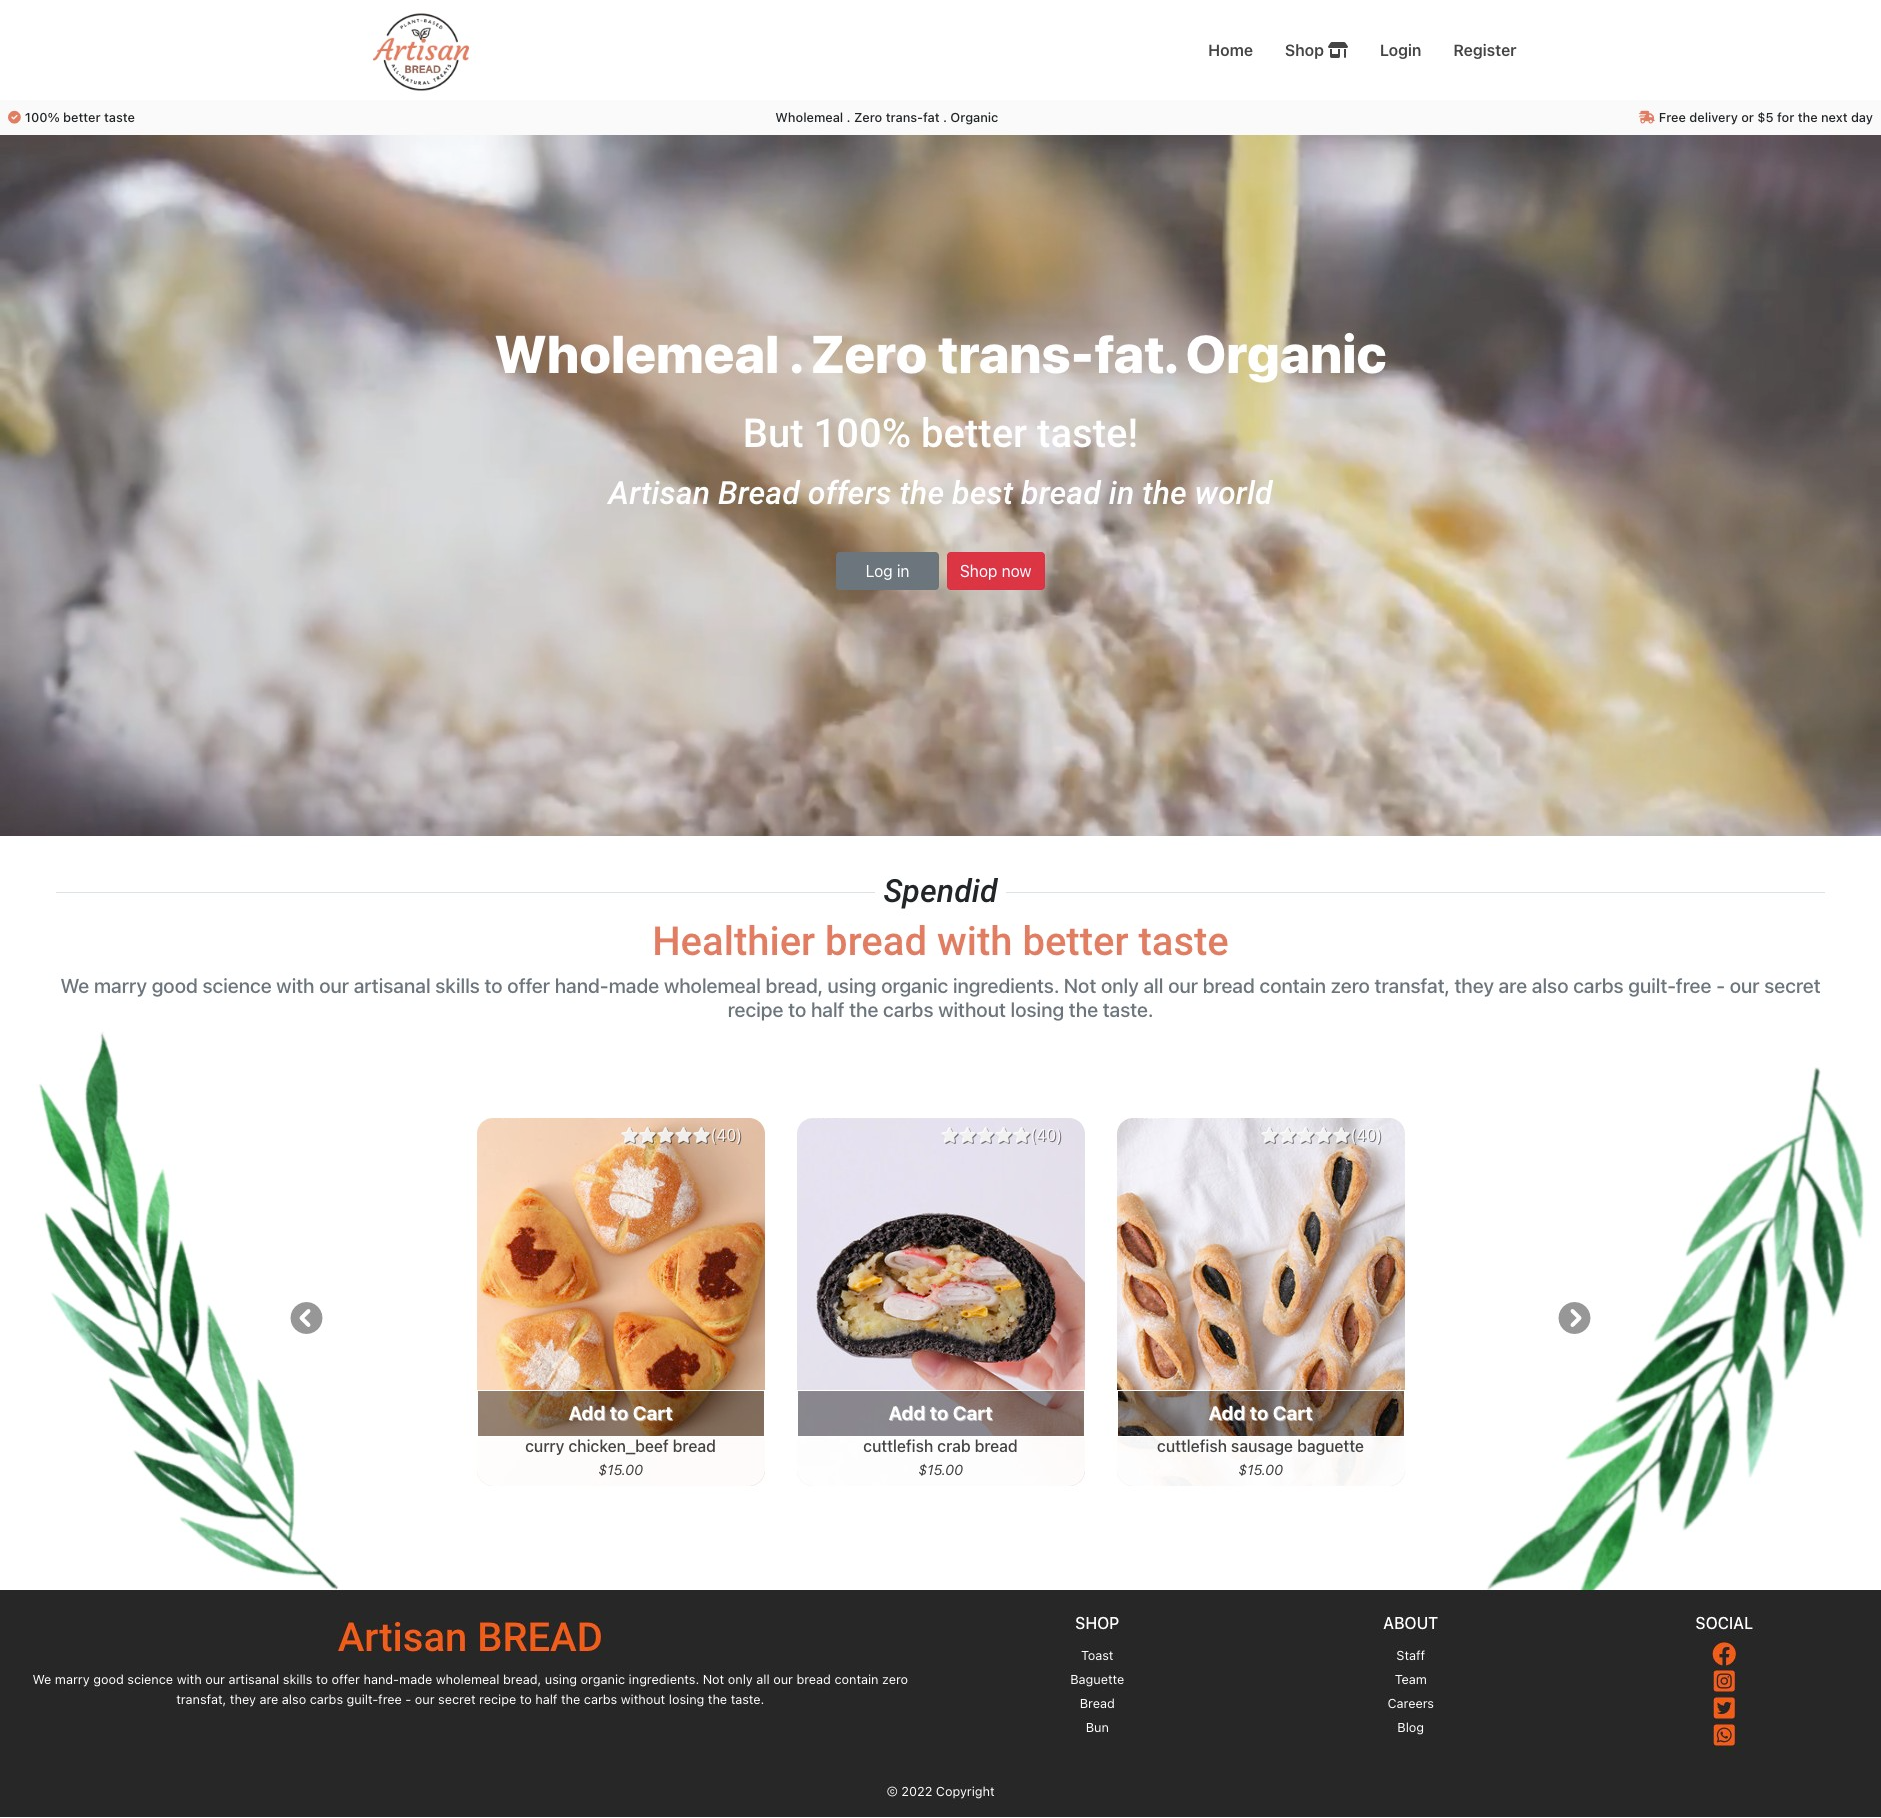 PLANT-BASED
Artisan
BREAD
ALL-NATURAL TREATS
Home Shop Login Register
100% better taste
Wholemeal . Zero trans-fat . Organic
Free delivery or $5 for the next day
Wholemeal . Zero trans-fat. Organic
But 100% better taste!
Artisan Bread offers the best bread in the world
Log in Shop now
Spendid
Healthier bread with better taste
We marry good science with our artisanal skills to offer hand-made wholemeal bread, using organic ingredients. Not only all our bread contain zero transfat, they are also carbs guilt-free - our secret
recipe to half the carbs without losing the taste.
(40)
Add to Cart
curry chicken_beef bread
$15.00
(40)
Add to Cart
cuttlefish crab bread
$15.00
(40)
Add to Cart
cuttlefish sausage baguette
$15.00
Artisan BREAD
We marry good science with our artisanal skills to offer hand-made wholemeal bread, using organic ingredients. Not only all our bread contain zero
transfat, they are also carbs guilt-free - our secret recipe to half the carbs without losing the taste.
SHOP
Toast
Baguette
Bread
Bun
ABOUT
Staff
Team
Careers
Blog
SOCIAL
© 2022 Copyright